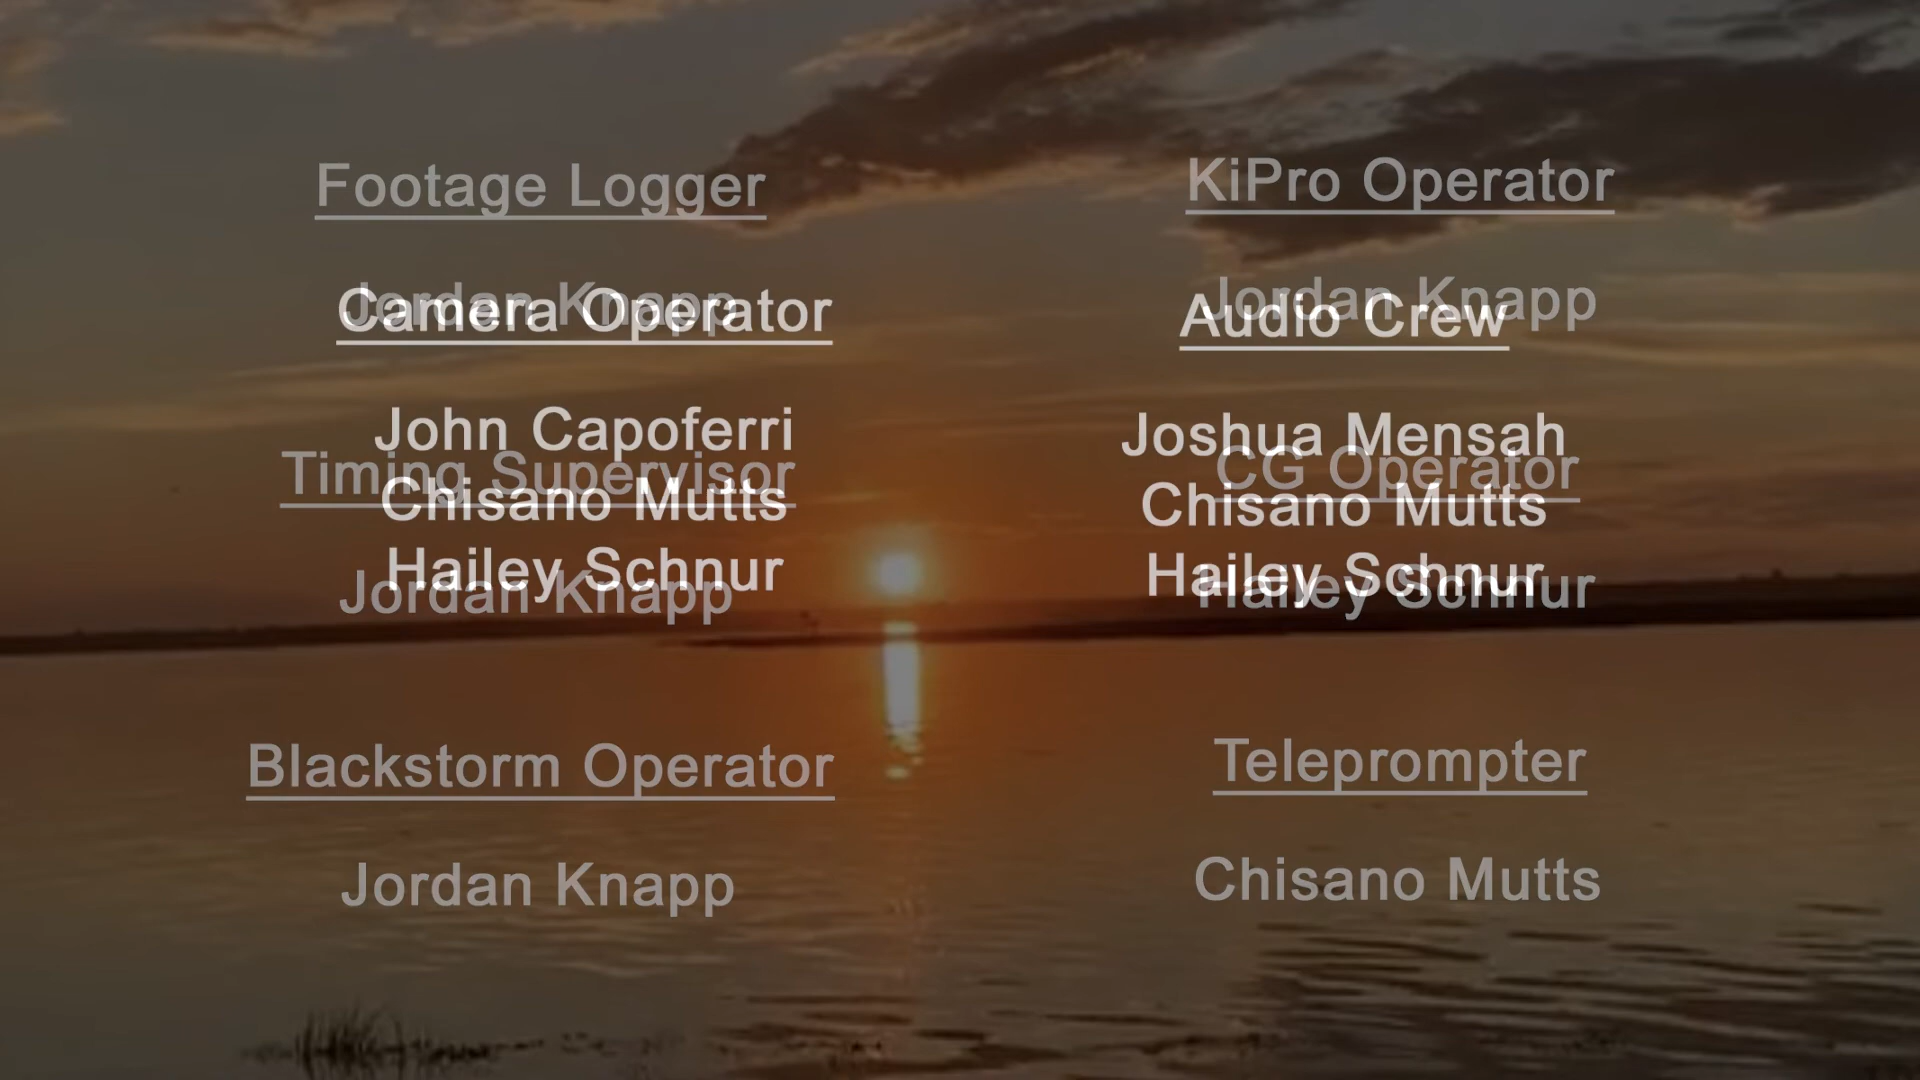 Footage Logger
Jordan Knapp
Timing Supervisor
Jordan Knapp
Blackstorm Operator
Jordan Knapp
KiPro Operator
Jordan Knapp
CG Operator
Hailey Schnur
Teleprompter
Chisano Mutts
Camera Operator
John Capoferri
Chisano Mutts
Hailey Schnur
Audio Crew
Joshua Mensah
Chisano Mutts
Hailey Schnur